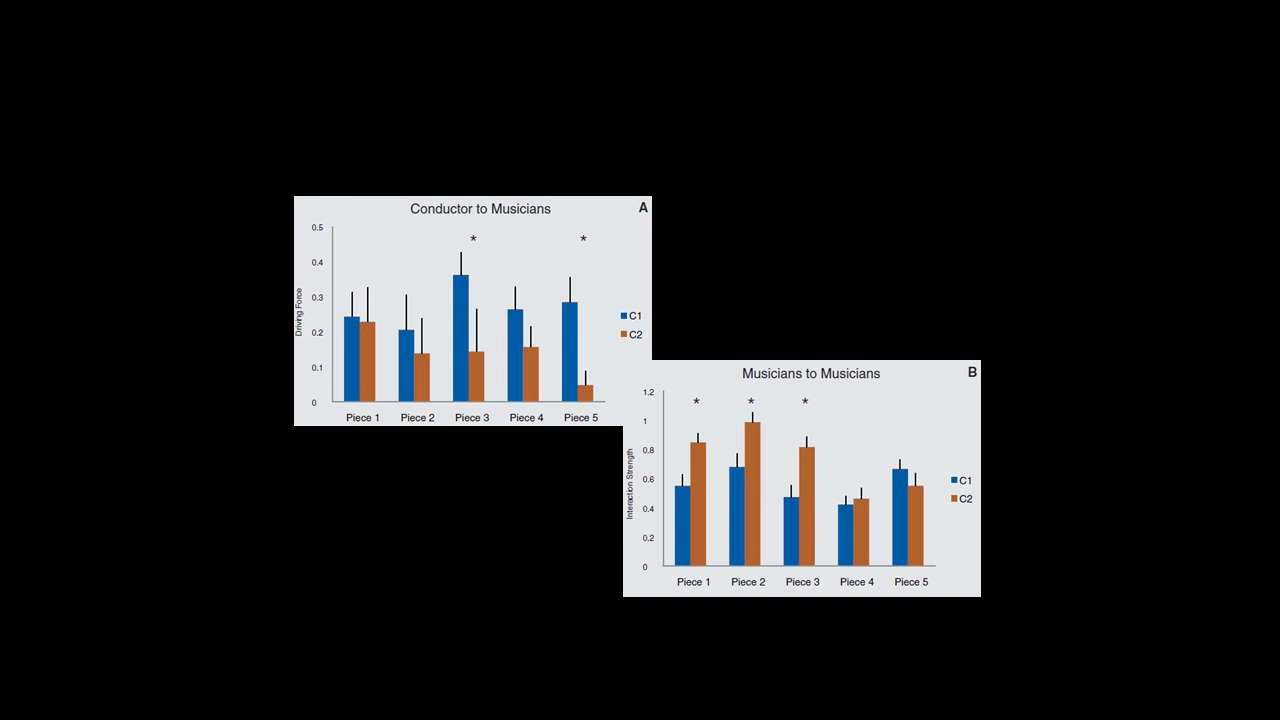 Conductor to Musicians
A
* *
0.5
0.4
0.3
0.2
0.1
0
Driving Force
C1
C2
Piece 1 Piece 2 Piece 3 Piece 4 Piece 5
Musicians to Musicians
B
* * *
1.2
1
0.8
0.6
0.4
0.2
0
Interaction Strength
C1
C2
Piece 1 Piece 2 Piece 3 Piece 4 Piece 5